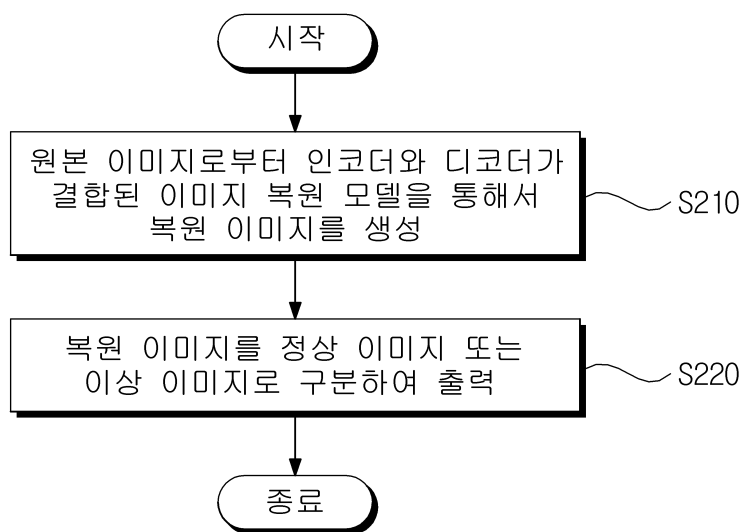 시작
원본 이미지로부터 인코더와 디코더가
결합된 이미지 복원 모델을 통해서
복원 이미지를 생성
S210
복원 이미지를 정상 이미지 또는
이상 이미지로 구분하여 출력
S220
종료